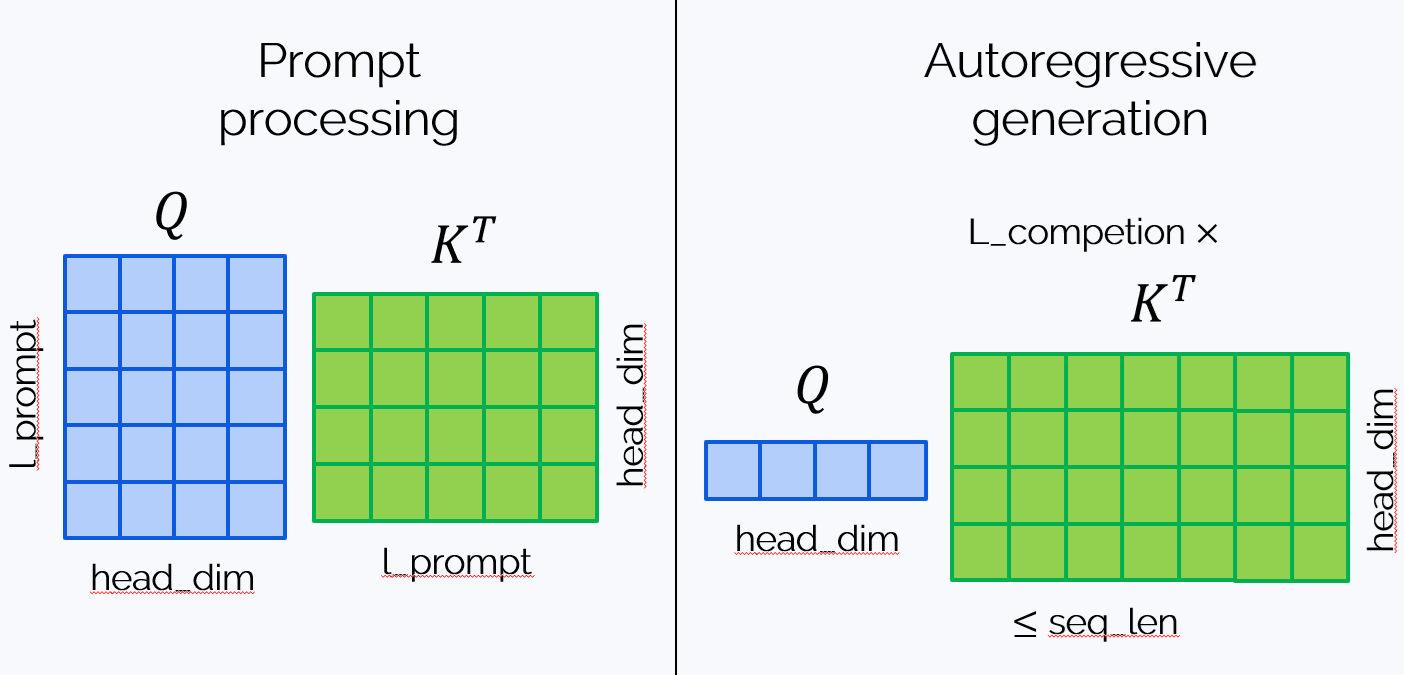 Prompt
processing
Q
K^T
l_prompt
head_dim
l_prompt
head_dim
Autoregressive
generation
L_competion ×
K^T
Q
head_dim
head_dim
≤ seq_len